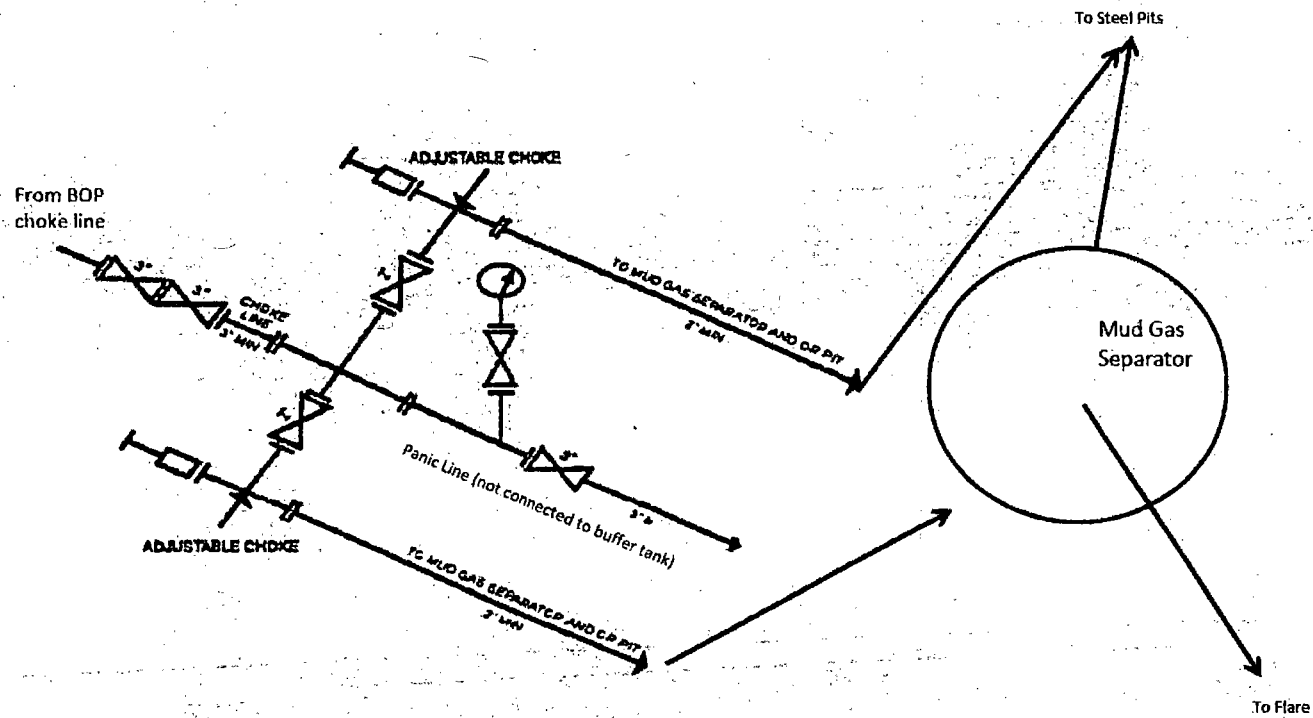 To Steel Pits
ADJUSTABLE CHOKE
From BOP
choke line
3"
3"
CHOKE
LINE
3" MIN
TO MUD GAS SEPARATOR AND OR PIT
2" MIN
Mud Gas
Separator
3"
Panic Line (not connected to buffer tank)
ADJUSTABLE CHOKE
TO MUD GAS SEPARATOR AND OR PIT
2" MIN
To Flare